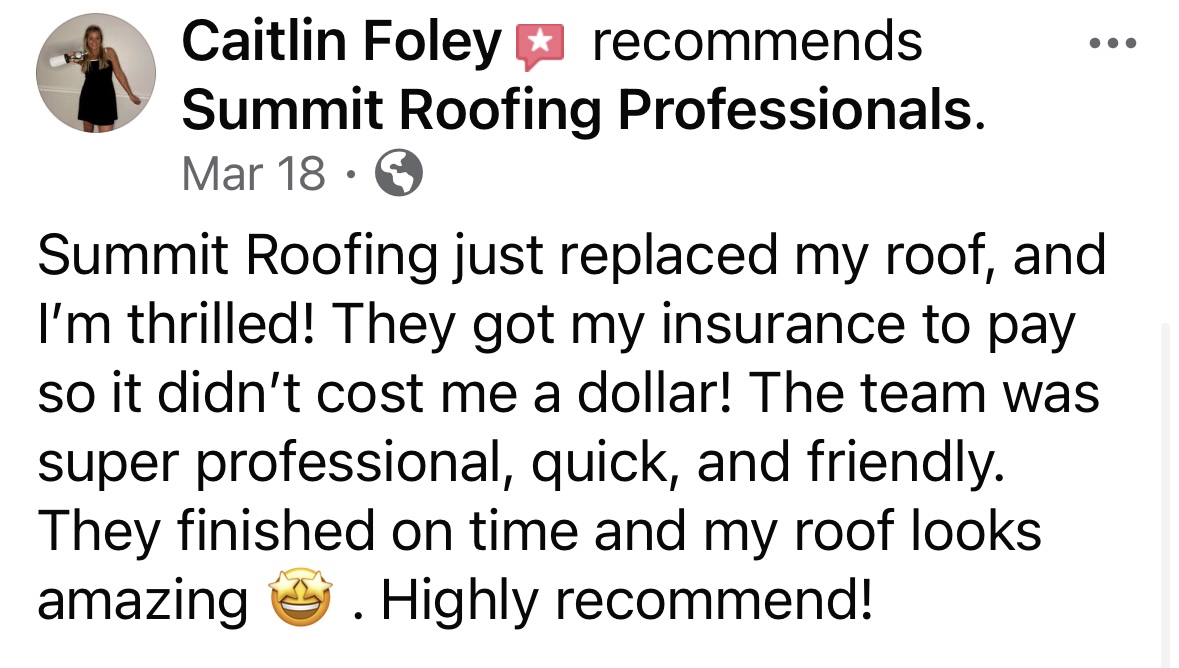 Caitlin Foley recommends
Summit Roofing Professionals.
Mar 18 ·
Summit Roofing just replaced my roof, and
I’m thrilled! They got my insurance to pay
so it didn’t cost me a dollar! The team was
super professional, quick, and friendly.
They finished on time and my roof looks
amazing 🤩 . Highly recommend!